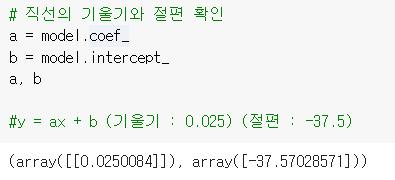 # 직선의 기울기와 절편 확인
a = model.coef_
b = model.intercept_
a, b
#y = ax + b (기울기 : 0.025) (절편 : -37.5)
(array([[0.0250084]]), array([-37.57028571]))